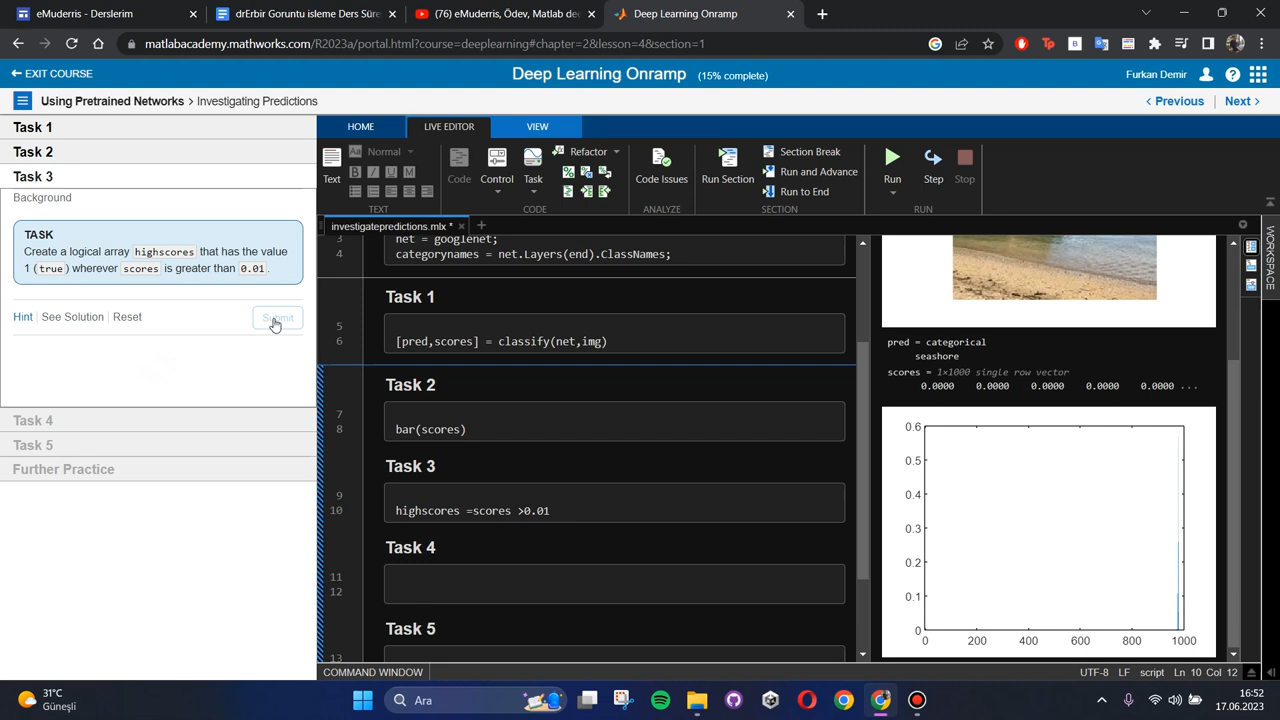 eMuderris - Derslerim
drErbir Goruntu isleme Ders Süre
(76) eMuderris, Ödev, Matlab der
Deep Learning Onramp
matlabacademy.mathworks.com/R2023a/portal.html?course=deeplearning#chapter=2&lesson=4&section=1
EXIT COURSE
Deep Learning Onramp (15% complete)
Furkan Demir
Using Pretrained Networks > Investigating Predictions
Previous
Next
Task 1
Task 2
Task 3
Background
TASK
Create a logical array highscores that has the value
1 (true) wherever scores is greater than 0.01.
Hint | See Solution | Reset
Submit
Task 4
Task 5
Further Practice
HOME
LIVE EDITOR
VIEW
Text
Aa Normal
B I U M
TEXT
Code
Control
Task
Refactor
CODE
Code Issues
ANALYZE
Run Section
Section Break
Run and Advance
Run to End
SECTION
Run
Step
Stop
RUN
investigatepredictions.mlx *
WORKSPACE
3 net = googlenet;
4 categorynames = net.Layers(end).ClassNames;
Task 1
5
6 [pred,scores] = classify(net,img)
Task 2
7
8 bar(scores)
Task 3
9
10 highscores =scores >0.01
Task 4
11
12
Task 5
13
pred = categorical
seashore
scores = 1×1000 single row vector
0.0000 0.0000 0.0000 0.0000 0.0000 ...
0.6
0.5
0.4
0.3
0.2
0.1
0
0 200 400 600 800 1000
COMMAND WINDOW
UTF-8 LF script Ln 10 Col 12
31°C
Güneşli
Ara
16:52
17.06.2023